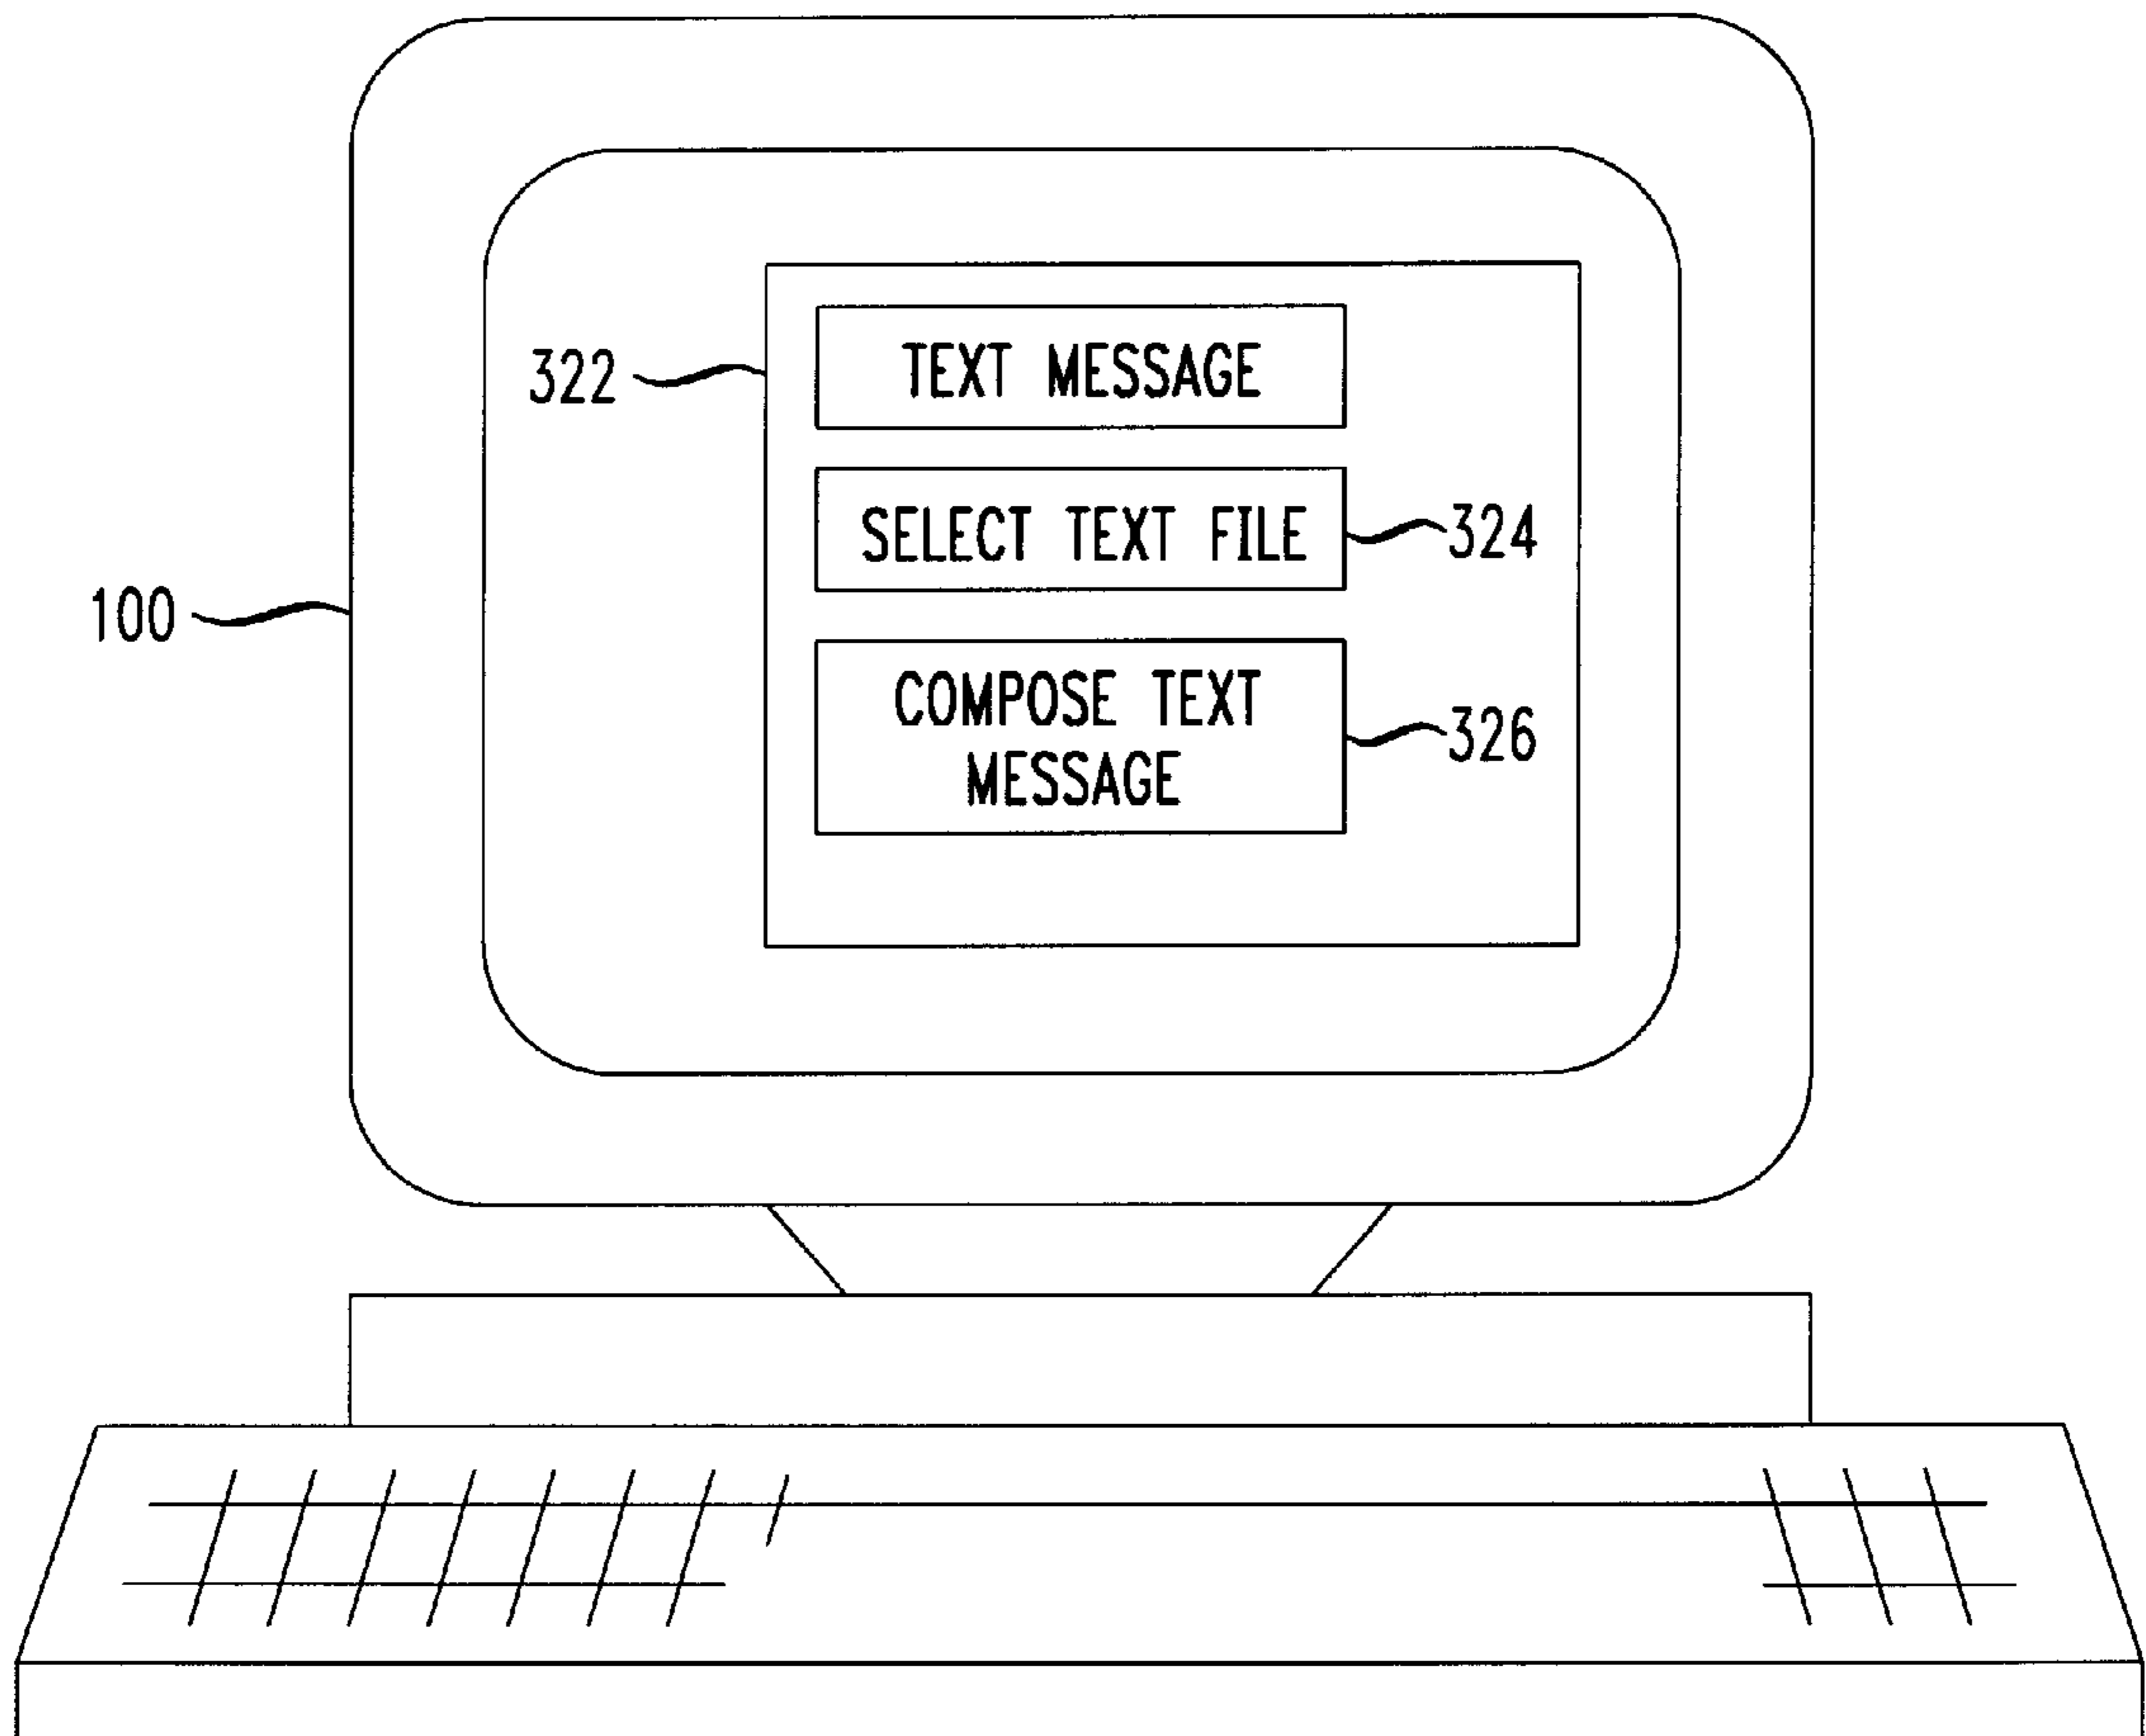 322
TEXT MESSAGE
SELECT TEXT FILE
324
100
COMPOSE TEXT
MESSAGE
326